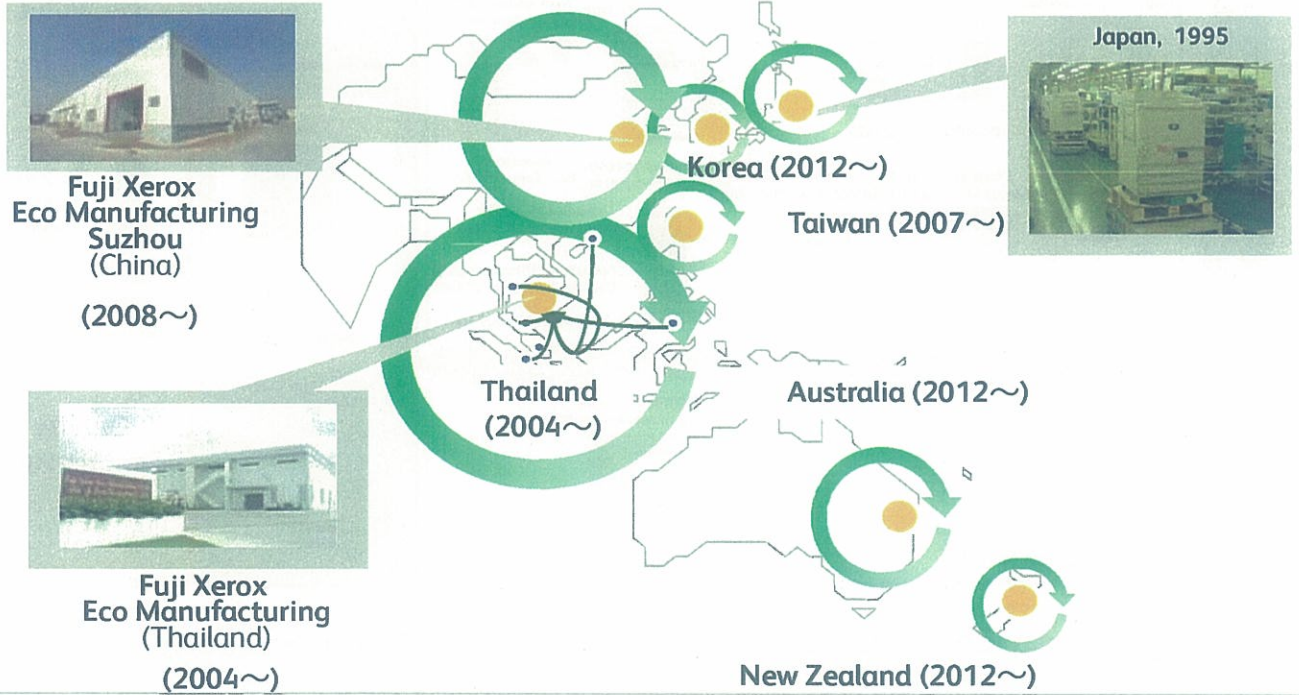 Japan, 1995
Fuji Xerox
Eco Manufacturing
Suzhou
(China)
(2008～)
Korea (2012～)
Taiwan (2007～)
Thailand
(2004～)
Australia (2012～)
Fuji Xerox
Eco Manufacturing
(Thailand)
(2004～)
New Zealand (2012～)